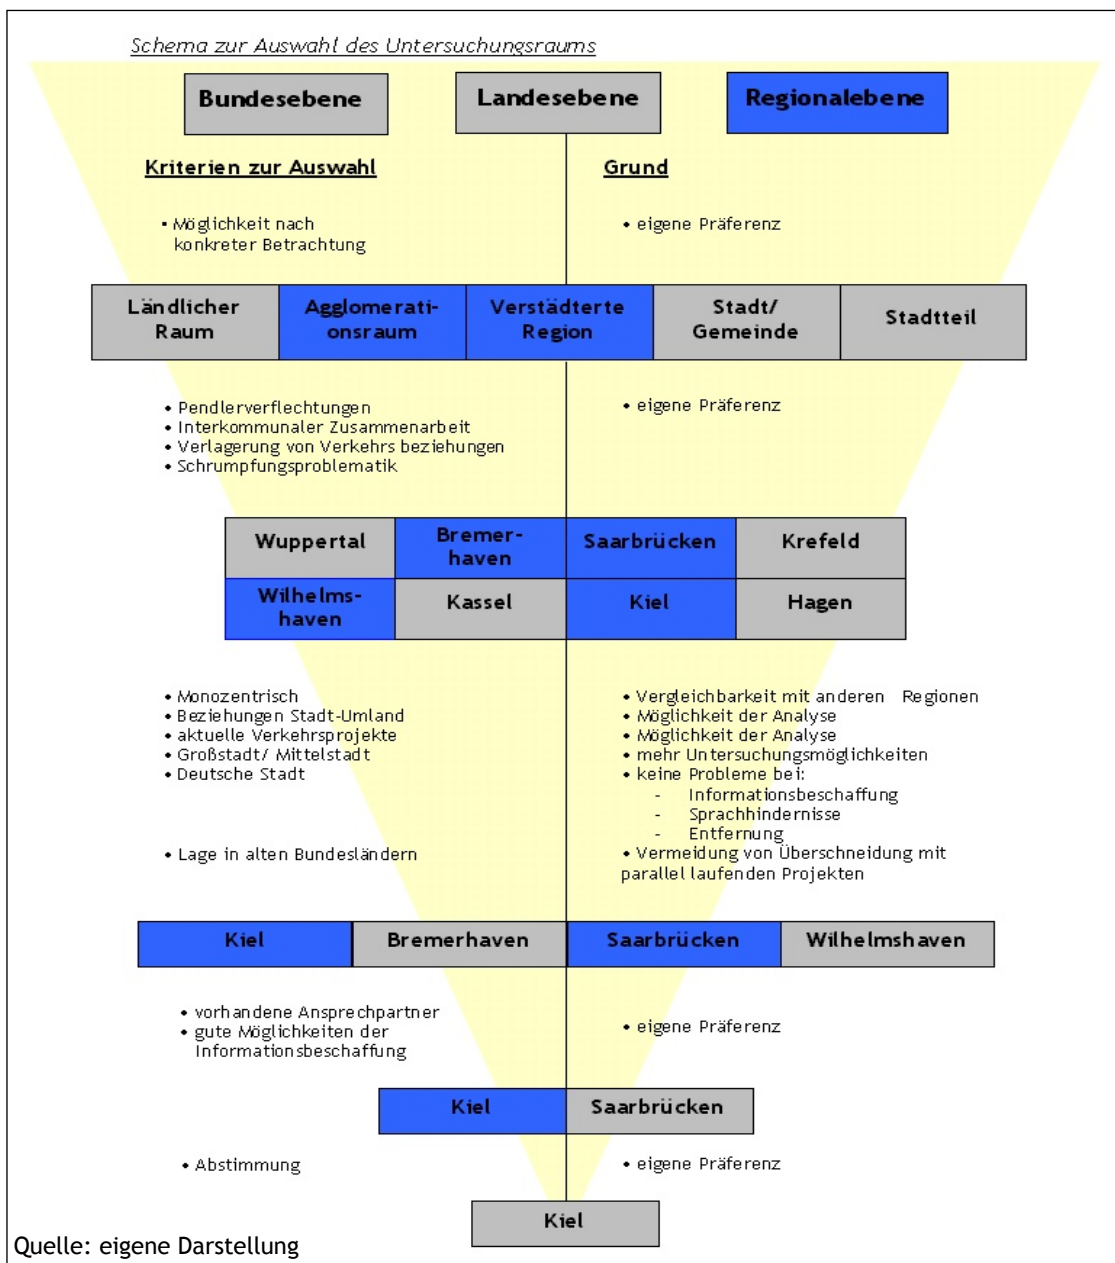 Schema zur Auswahl des Untersuchungsraums
Bundesebene
Landesebene
Regionalebene
Kriterien zur Auswahl
Grund
• Möglichkeit nach
konkreter Betrachtung
• eigene Präferenz
Ländlicher
Raum
Agglomerati-
onsraum
Verstädterte
Region
Stadt/
Gemeinde
Stadtteil
• Pendlerverflechtungen
• Interkommunaler Zusammenarbeit
• Verlagerung von Verkehrs beziehungen
• Schrumpfungsproblematik
• eigene Präferenz
Wuppertal
Bremer-
haven
Saarbrücken
Krefeld
Wilhelms-
haven
Kassel
Kiel
Hagen
• Monozentrisch
• Beziehungen Stadt-Umland
• aktuelle Verkehrsprojekte
• Großstadt/ Mittelstadt
• Deutsche Stadt
• Lage in alten Bundesländern
• Vergleichbarkeit mit anderen Regionen
• Möglichkeit der Analyse
• Möglichkeit der Analyse
• mehr Untersuchungsmöglichkeiten
• keine Probleme bei:
- Informationsbeschaffung
- Sprachhindernisse
- Entfernung
• Vermeidung von Überschneidung mit
parallel laufenden Projekten
Kiel
Bremerhaven
Saarbrücken
Wilhelmshaven
• vorhandene Ansprechpartner
• gute Möglichkeiten der
Informationsbeschaffung
• eigene Präferenz
Kiel
Saarbrücken
• Abstimmung
• eigene Präferenz
Kiel
Quelle: eigene Darstellung